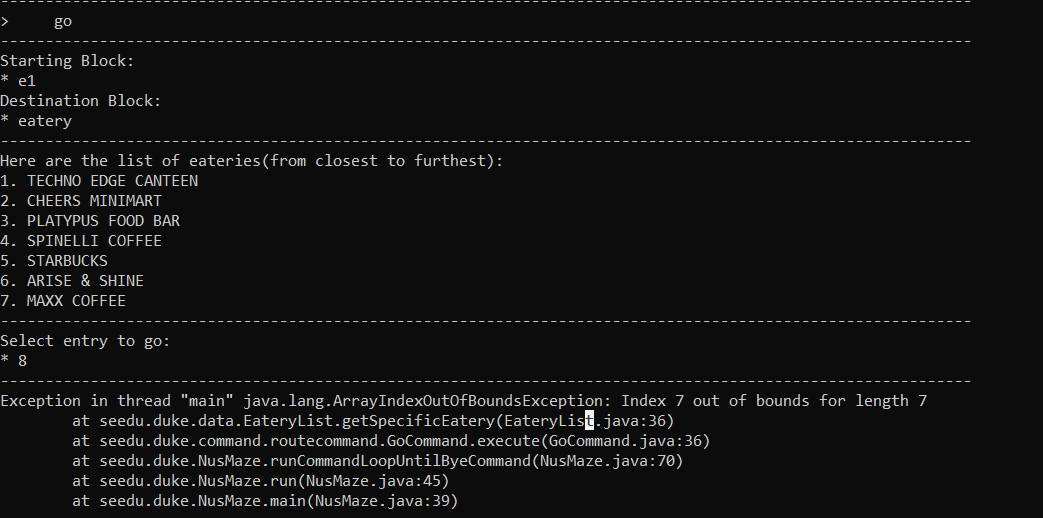 ------------------------------------------------------------------------------------------------------------
>     go
------------------------------------------------------------------------------------------------------------
Starting Block:
* e1
Destination Block:
* eatery
------------------------------------------------------------------------------------------------------------
Here are the list of eateries(from closest to furthest):
1. TECHNO EDGE CANTEEN
2. CHEERS MINIMART
3. PLATYPUS FOOD BAR
4. SPINELLI COFFEE
5. STARBUCKS
6. ARISE & SHINE
7. MAXX COFFEE
------------------------------------------------------------------------------------------------------------
Select entry to go:
* 8
------------------------------------------------------------------------------------------------------------
Exception in thread "main" java.lang.ArrayIndexOutOfBoundsException: Index 7 out of bounds for length 7
        at seedu.duke.data.EateryList.getSpecificEatery(EateryList.java:36)
        at seedu.duke.command.routecommand.GoCommand.execute(GoCommand.java:36)
        at seedu.duke.NusMaze.runCommandLoopUntilByeCommand(NusMaze.java:70)
        at seedu.duke.NusMaze.run(NusMaze.java:45)
        at seedu.duke.NusMaze.main(NusMaze.java:39)